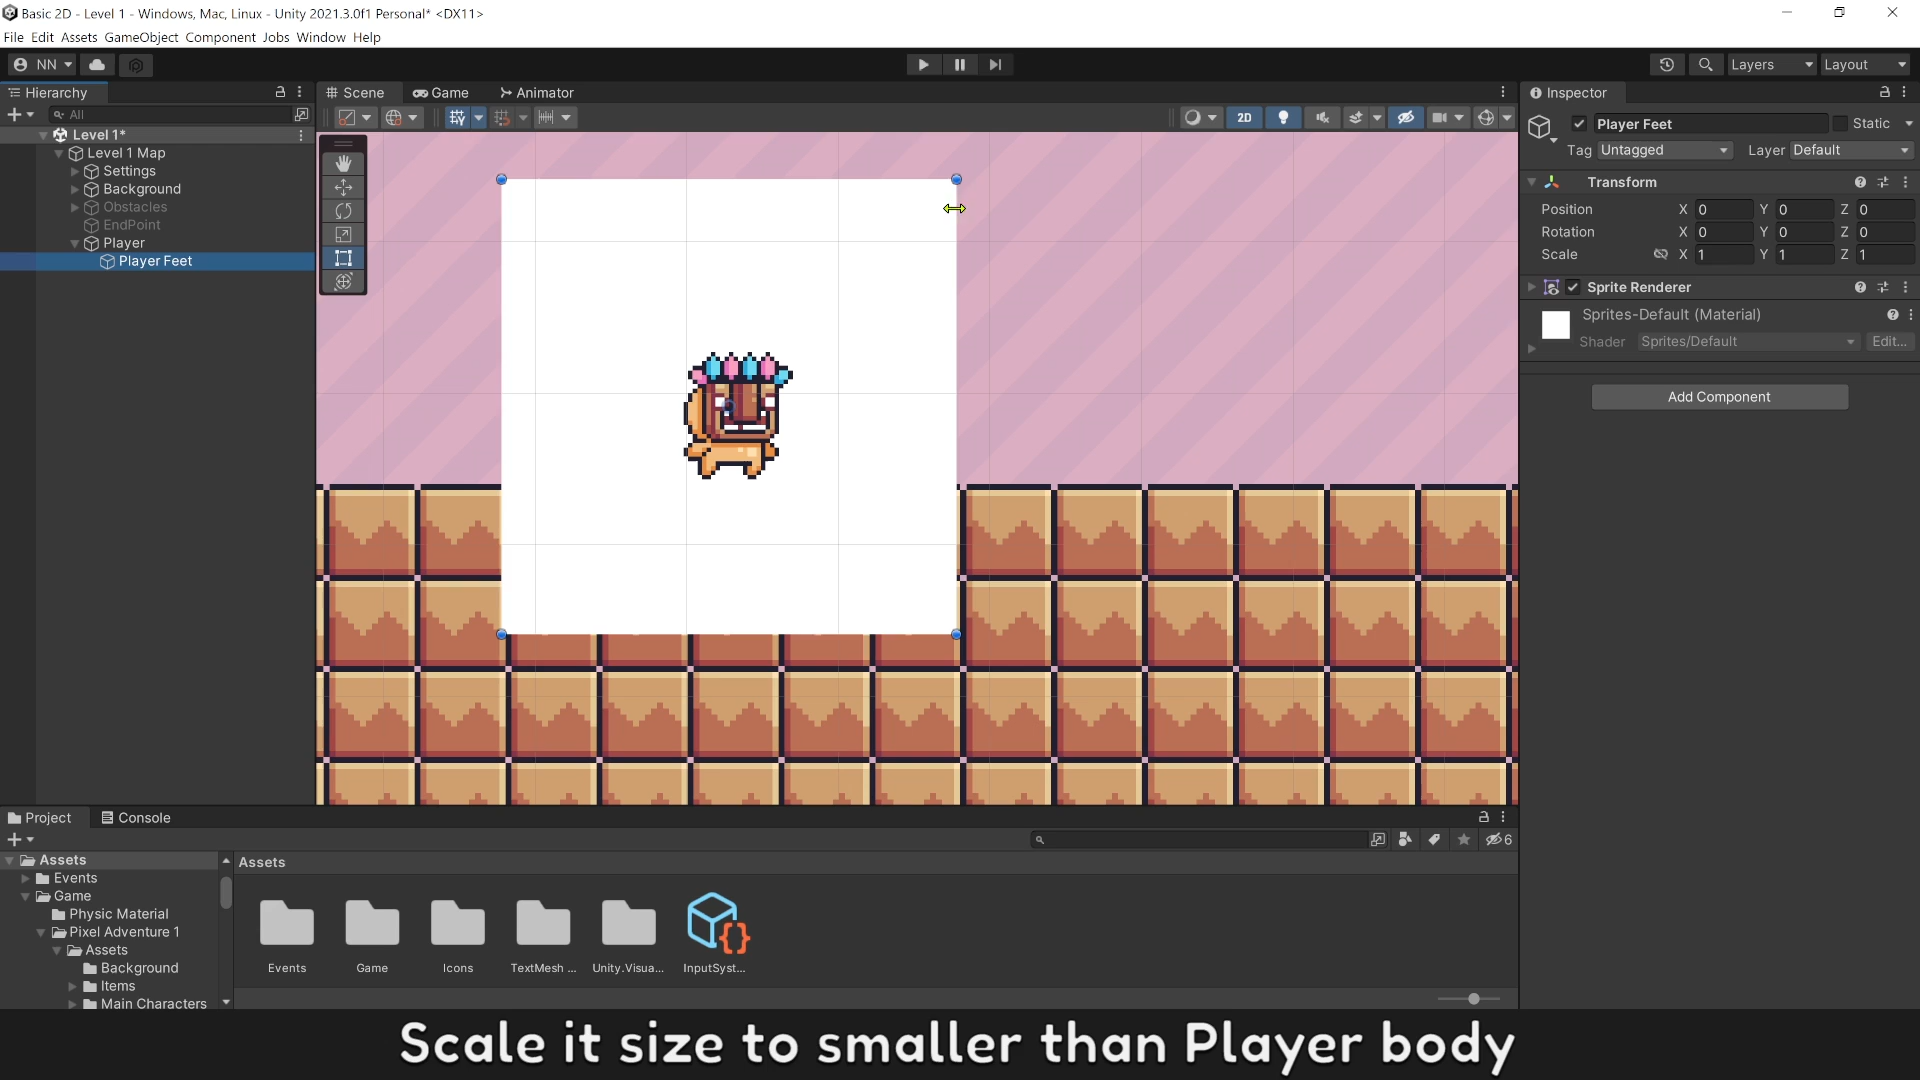 Basic 2D - Level 1 - Windows, Mac, Linux - Unity 2021.3.0f1 Personal* <DX11>
File Edit Assets GameObject Component Jobs Window Help
NN
Layers
Layout
Hierarchy
Scene
Game
Animator
Inspector
All
2D
Level 1*
Level 1 Map
Settings
Background
Obstacles
EndPoint
Player
Player Feet
Player Feet
Static
Tag Untagged
Layer Default
Transform
Position X 0 Y 0 Z 0
Rotation X 0 Y 0 Z 0
Scale X 1 Y 1 Z 1
Sprite Renderer
Sprites-Default (Material)
Shader Sprites/Default
Edit...
Add Component
Project
Console
6
Assets
Events
Game
Physic Material
Pixel Adventure 1
Assets
Background
Items
Main Characters
Assets
Events
Game
Icons
TextMesh ...
Unity.Visua...
InputSyst...
Scale it size to smaller than Player body